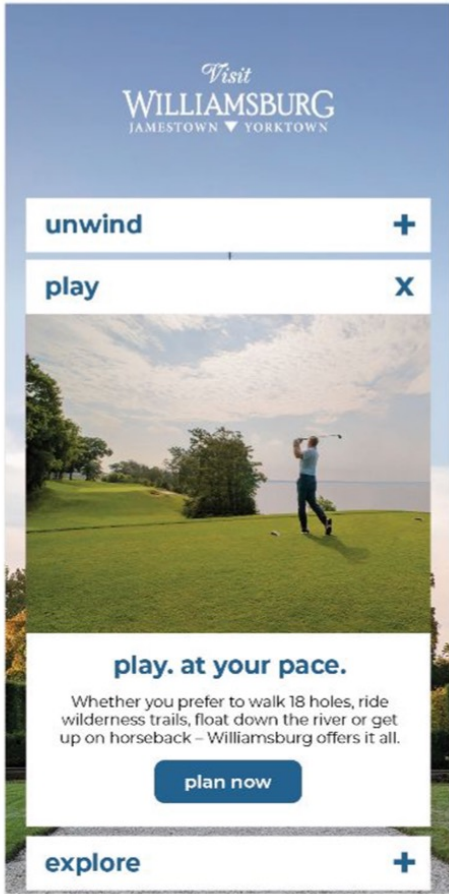 Visit
WILLIAMSBURG
JAMESTOWN ▼ YORKTOWN
unwind +
play X
play. at your pace.
Whether you prefer to walk 18 holes, ride
wilderness trails, float down the river or get
up on horseback – Williamsburg offers it all.
plan now
explore +